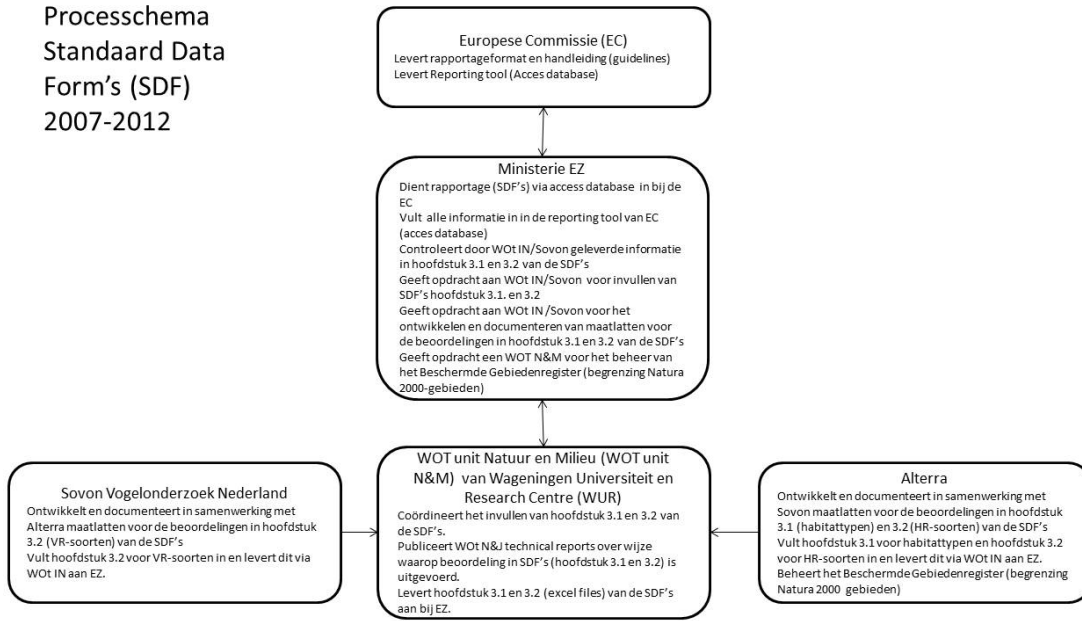 Processchema
Standaard Data
Form's (SDF)
2007-2012
Europese Commissie (EC)
Levert rapportageformat en handleiding (guidelines)
Levert Reporting tool (Acces database)
Ministerie EZ
Dient rapportage (SDF's) via access database in bij de
EC
Vult alle informatie in in de reporting tool van EC
(acces database)
Controleert door WOt IN/Sovon geleverde informatie
in hoofdstuk 3.1 en 3.2 van de SDF's
Geeft opdracht aan WOt IN/Sovon voor invullen van
SDF's hoofdstuk 3.1. en 3.2
Geeft opdracht aan WOt IN /Sovon voor het
ontwikkelen en documenteren van maatlatten voor
de beoordelingen in hoofdstuk 3.1 en 3.2 van de SDF's
Geeft opdracht een WOT N&M voor het beheer van
het Beschermde Gebiedenregister (begrenzing Natura
2000-gebieden)
Sovon Vogelonderzoek Nederland
Ontwikkelt en documenteert in samenwerking met
Alterra maatlatten voor de beoordelingen in hoofdstuk
3.2 (VR-soorten) van de SDF's
Vult hoofdstuk 3.2 voor VR-soorten in en levert dit via
WOt IN aan EZ.
WOT unit Natuur en Milieu (WOT unit
N&M) van Wageningen Universiteit en
Research Centre (WUR)
Coördineert het invullen van hoofdstuk 3.1 en 3.2 van
de SDF's.
Publiceert WOt N&J technical reports over wijze
waarop beoordeling in SDF's (hoofdstuk 3.1 en 3.2) is
uitgevoerd.
Levert hoofdstuk 3.1 en 3.2 (excel files) van de SDF's
aan bij EZ.
Alterra
Ontwikkelt en documenteert in samenwerking met
Sovon maatlatten voor de beoordelingen in hoofdstuk
3.1 (habitattypen) en 3.2 (HR-soorten) van de SDF's
Vult hoofdstuk 3.1 voor habitattypen en hoofdstuk 3.2
voor HR-soorten in en levert dit via WOt IN aan EZ.
Beheert het Beschermde Gebiedenregister (begrenzing
Natura 2000 gebieden)